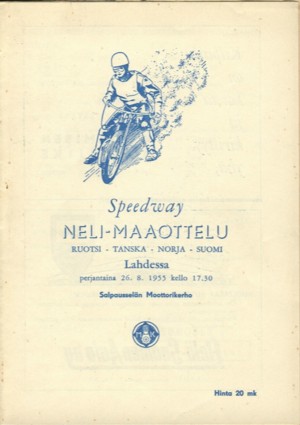 Speedway
NELI-MAAOTTELU
RUOTSI - TANSKA - NORJA - SUOMI
Lahdessa
perjantaina 26. 8. 1955 kello 17.30
Salpausselän Moottorikerho
Hinta 20 mk